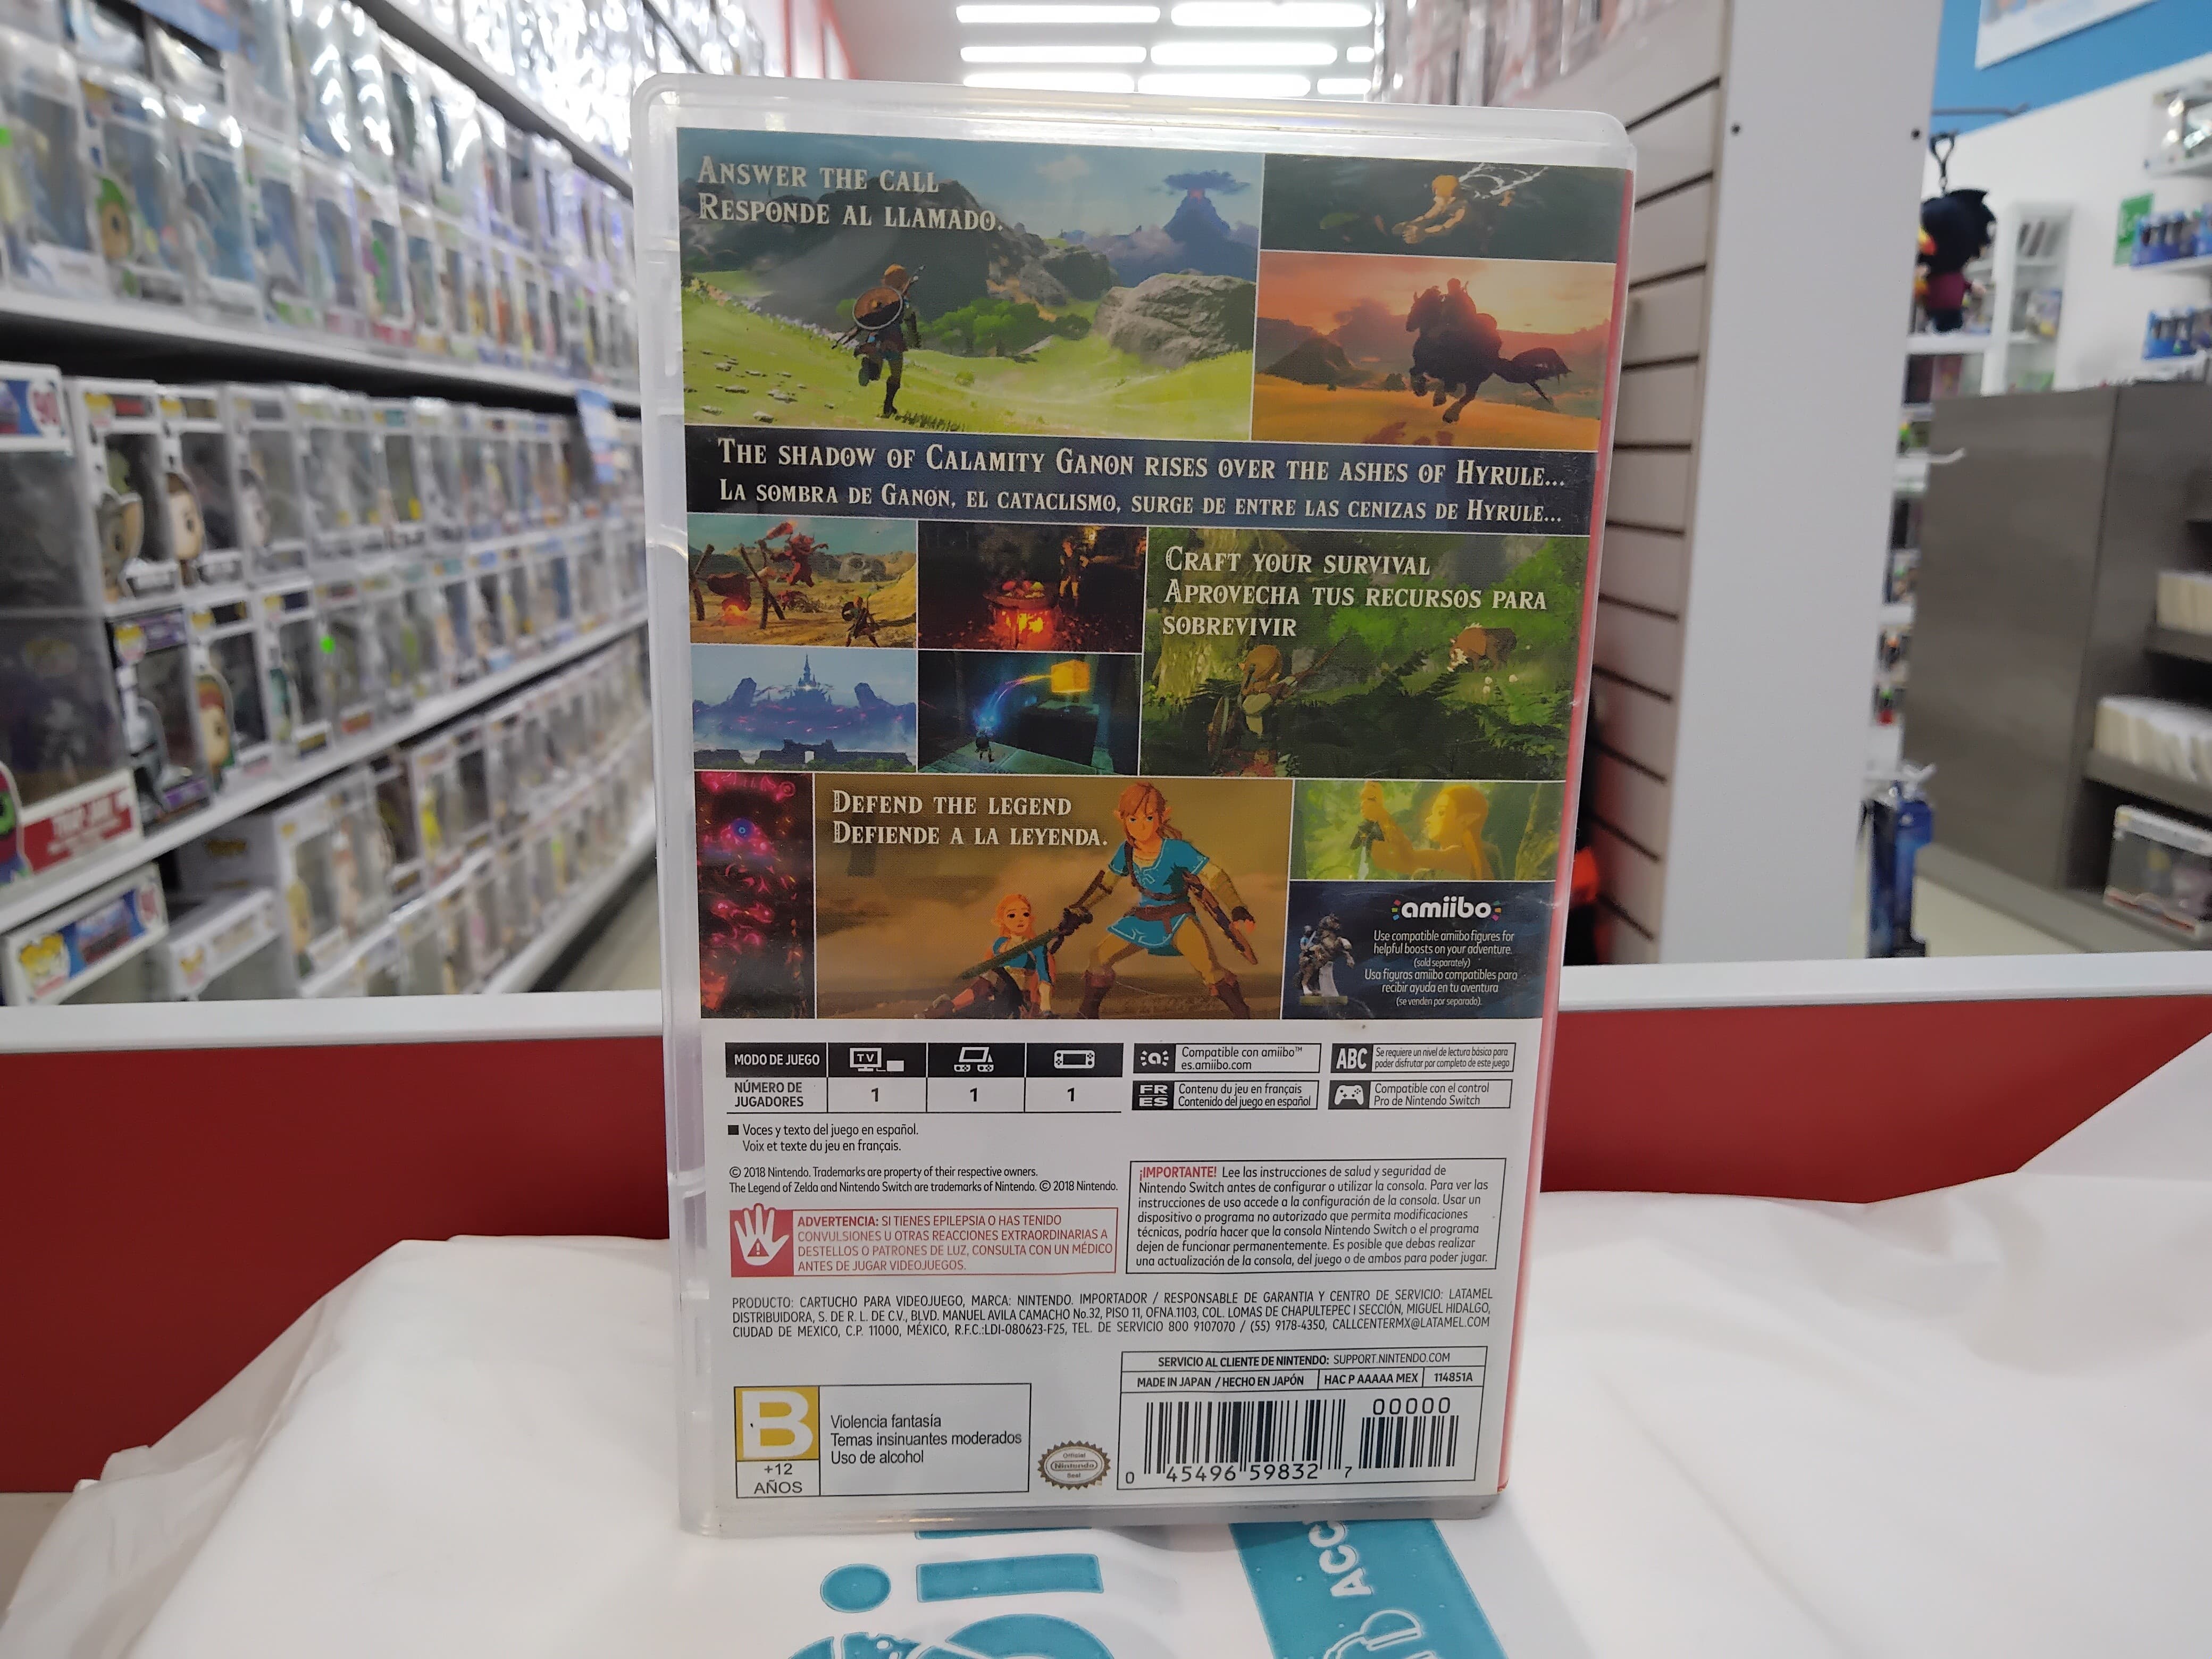 ANSWER THE CALL
RESPONDE AL LLAMADO.
THE SHADOW OF CALAMITY GANON RISES OVER THE ASHES OF HYRULE...
LA SOMBRA DE GANON, EL CATACLISMO, SURGE DE ENTRE LAS CENIZAS DE HYRULE...
CRAFT YOUR SURVIVAL
APROVECHA TUS RECURSOS PARA
SOBREVIVIR
DEFEND THE LEGEND
DEFIENDE A LA LEYENDA.
amiibo
Use compatible amiibo figures for
helpful boosts on your adventure.
(sold separately)
Usa figuras amiibo compatibles para
recibir ayuda en tu aventura
(se venden por separado).
MODO DE JUEGO TV
NÚMERO DE
JUGADORES
1 1 1
a Compatible con amiibo™
es.amiibo.com
ABC Se requiere un nivel de lectura básico para
poder disfrutar por completo de este juego
FR
ES
Contenu du jeu en français
Contenido del juego en español
Compatible con el control
Pro de Nintendo Switch
Voces y texto del juego en español.
Voix et texte du jeu en français.
© 2018 Nintendo. Trademarks are property of their respective owners.
The Legend of Zelda and Nintendo Switch are trademarks of Nintendo. © 2018 Nintendo.
ADVERTENCIA: SI TIENES EPILEPSIA O HAS TENIDO
CONVULSIONES U OTRAS REACCIONES EXTRAORDINARIAS A
DESTELLOS O PATRONES DE LUZ, CONSULTA CON UN MÉDICO
ANTES DE JUGAR VIDEOJUEGOS.
¡IMPORTANTE! Lee las instrucciones de salud y seguridad de
Nintendo Switch antes de configurar o utilizar la consola. Para ver las
instrucciones de uso accede a la configuración de la consola. Usar un
dispositivo o programa no autorizado que permita modificaciones
técnicas, podría hacer que la consola Nintendo Switch o el programa
dejen de funcionar permanentemente. Es posible que debas realizar
una actualización de la consola, del juego o de ambos para poder jugar.
PRODUCTO: CARTUCHO PARA VIDEOJUEGO, MARCA: NINTENDO. IMPORTADOR / RESPONSABLE DE GARANTIA Y CENTRO DE SERVICIO: LATAMEL
DISTRIBUIDORA, S. DE R. L. DE C.V., BLVD. MANUEL AVILA CAMACHO No.32, PISO 11, OFNA.1103, COL. LOMAS DE CHAPULTEPEC I SECCIÓN, MIGUEL HIDALGO,
CIUDAD DE MEXICO, C.P. 11000, MÉXICO, R.F.C.:LDI-080623-F25, TEL. DE SERVICIO 800 9107070 / (55) 9178-4350, CALLCENTERMX@LATAMEL.COM
B
+12
AÑOS
Violencia fantasía
Temas insinuantes moderados
Uso de alcohol
Official
Nintendo
Seal
SERVICIO AL CLIENTE DE NINTENDO: SUPPORT.NINTENDO.COM
MADE IN JAPAN / HECHO EN JAPÓN HAC P AAAAA MEX 114851A
00000
0 45496 59832 7